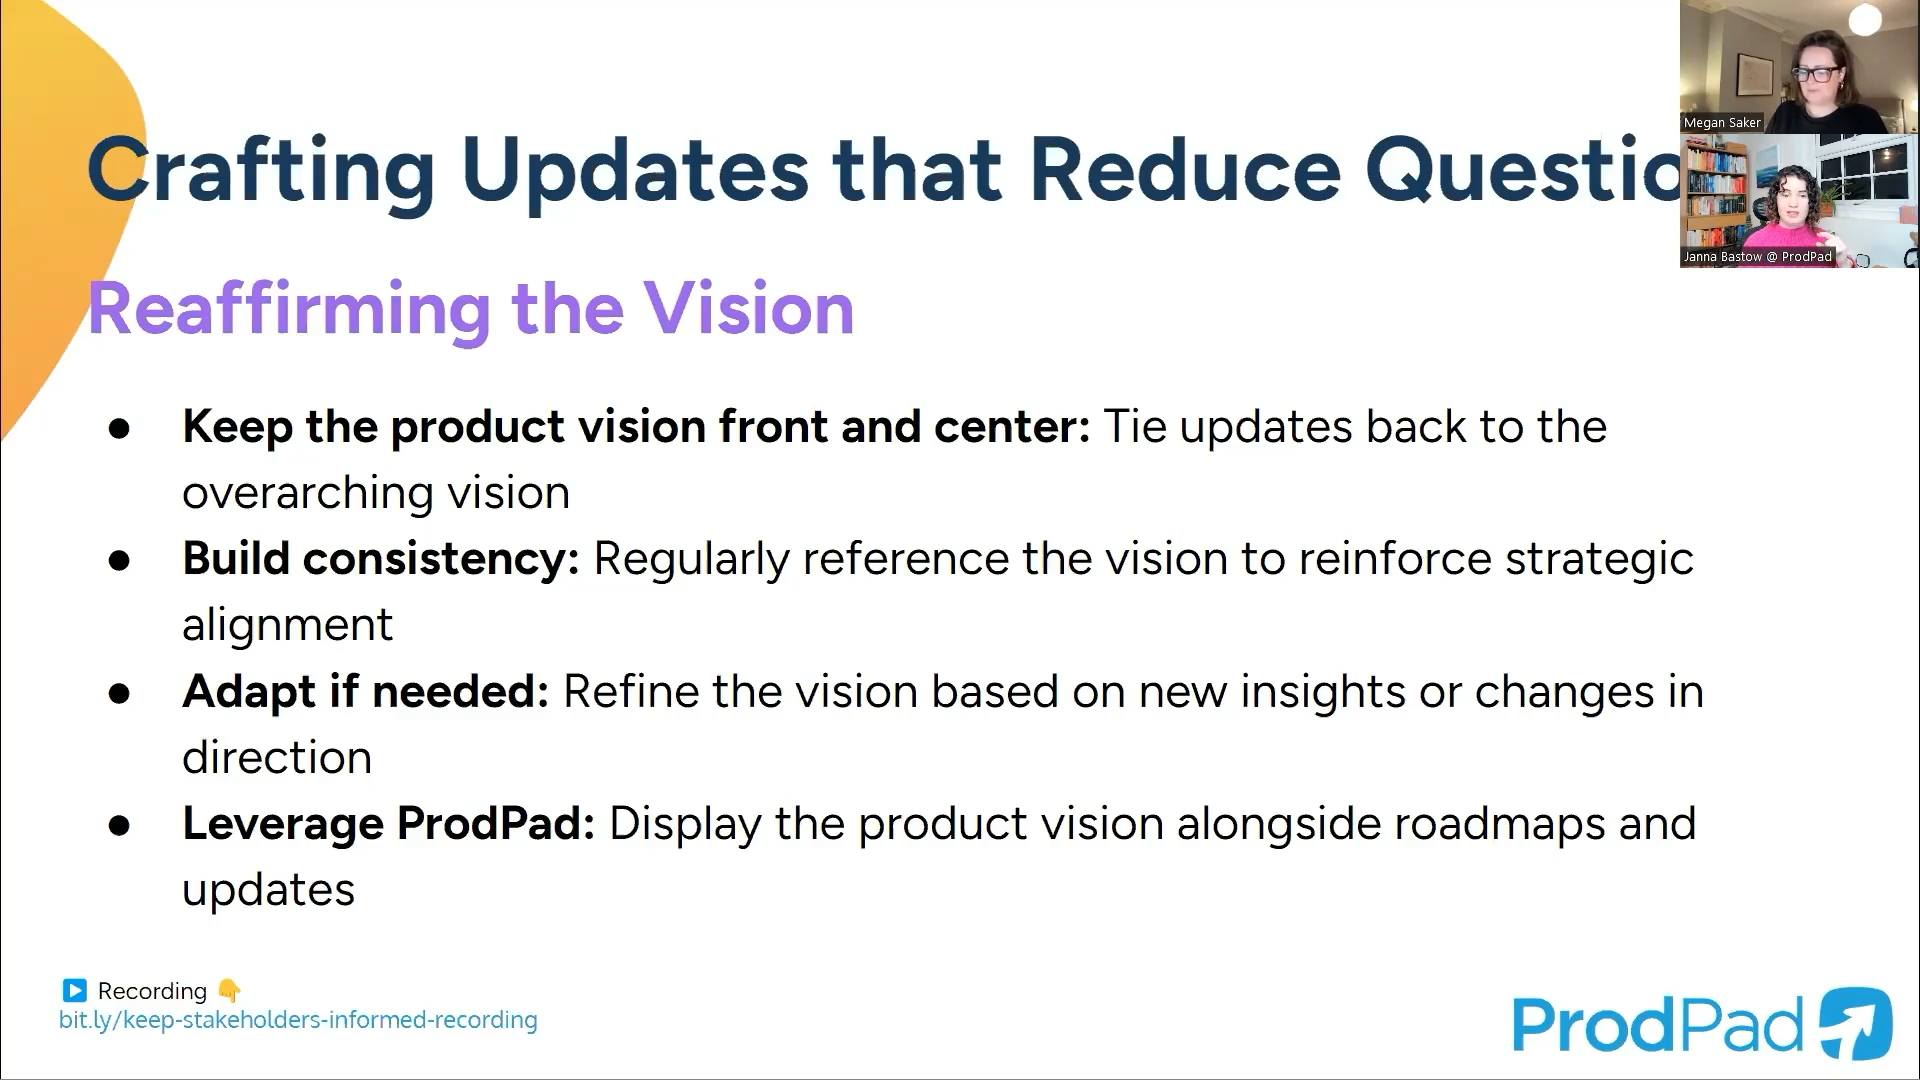 Crafting Updates that Reduce Questio
Megan Saker
Janna Bastow @ ProdPad
Reaffirming the Vision
● Keep the product vision front and center: Tie updates back to the
overarching vision
● Build consistency: Regularly reference the vision to reinforce strategic
alignment
● Adapt if needed: Refine the vision based on new insights or changes in
direction
● Leverage ProdPad: Display the product vision alongside roadmaps and
updates
▶️ Recording 👇
bit.ly/keep-stakeholders-informed-recording
ProdPad